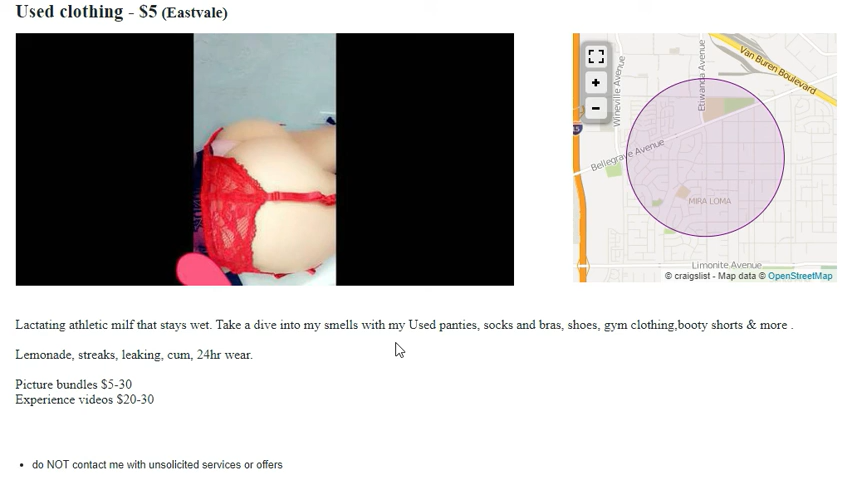 Used clothing - $5 (Eastvale)
Van Buren Boulevard
Etiwanda Avenue
Wineville Avenue
+
−
15
Bellegrave Avenue
MIRA LOMA
Limonite Avenue
© craigslist - Map data © OpenStreetMap
Lactating athletic milf that stays wet. Take a dive into my smells with my Used panties, socks and bras, shoes, gym clothing,booty shorts & more .
Lemonade, streaks, leaking, cum, 24hr wear.
Picture bundles $5-30
Experience videos $20-30
• do NOT contact me with unsolicited services or offers